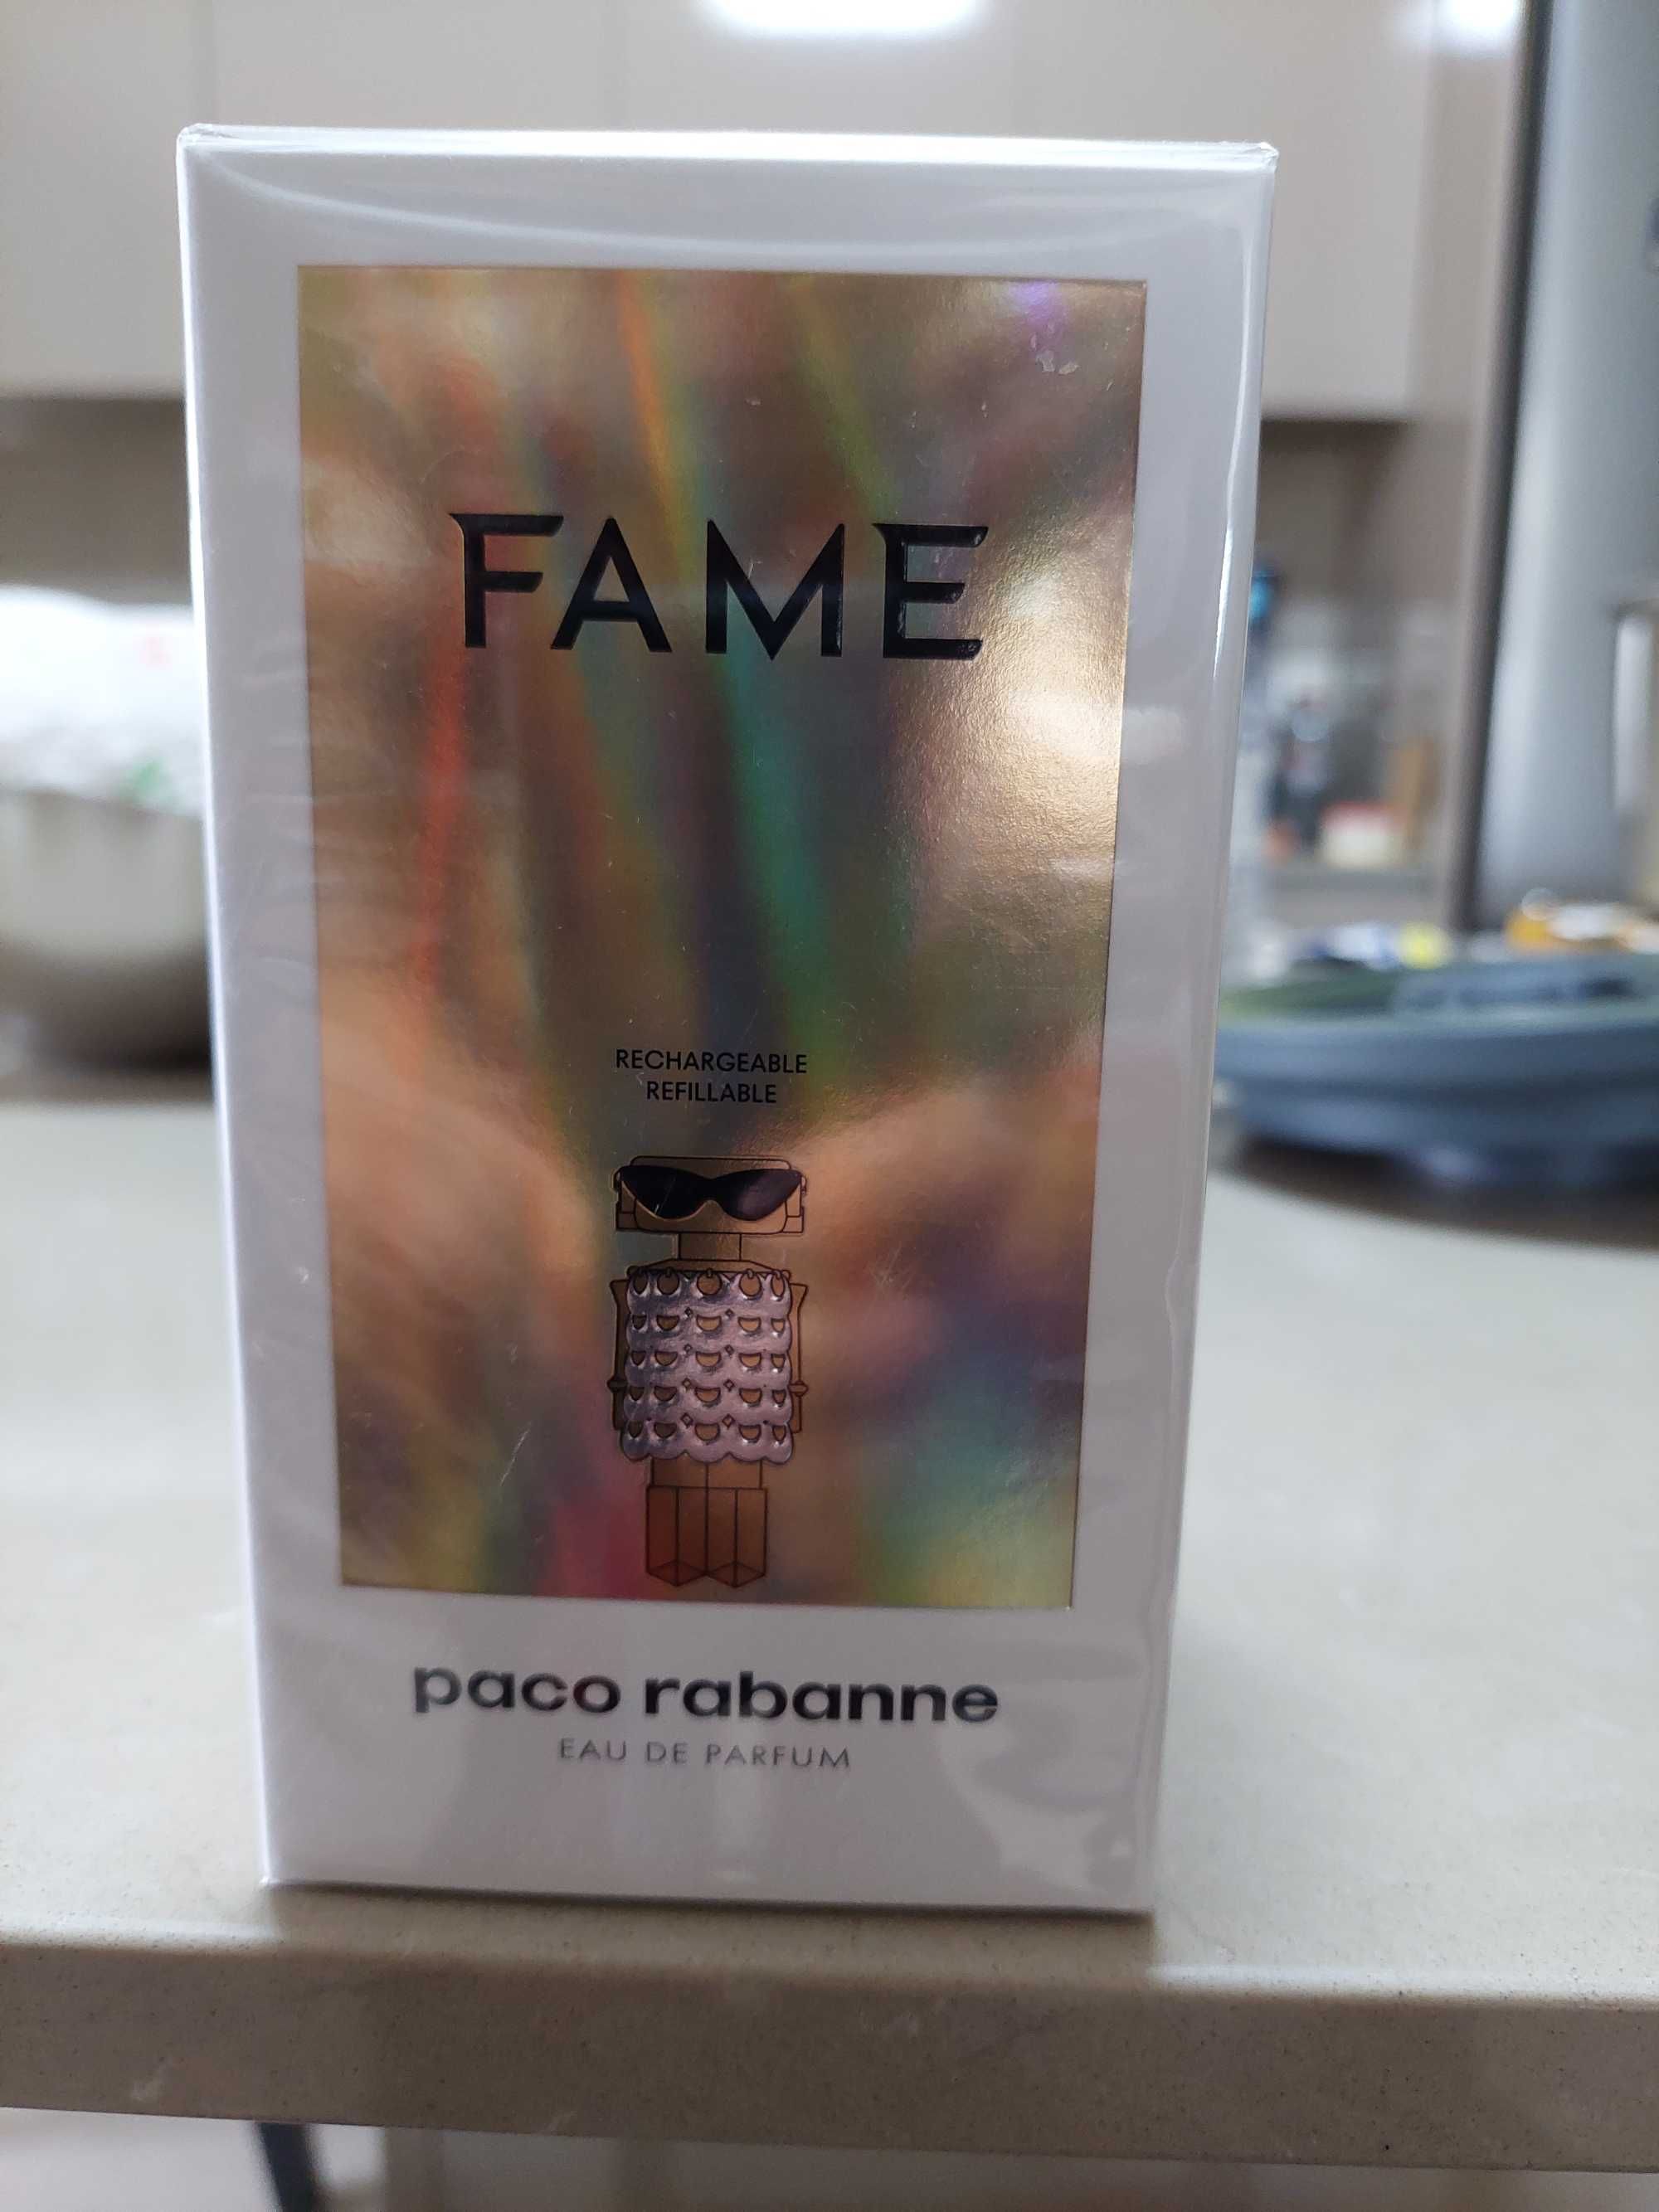 FAME
RECHARGEABLE
REFILLABLE
paco rabanne
EAU DE PARFUM